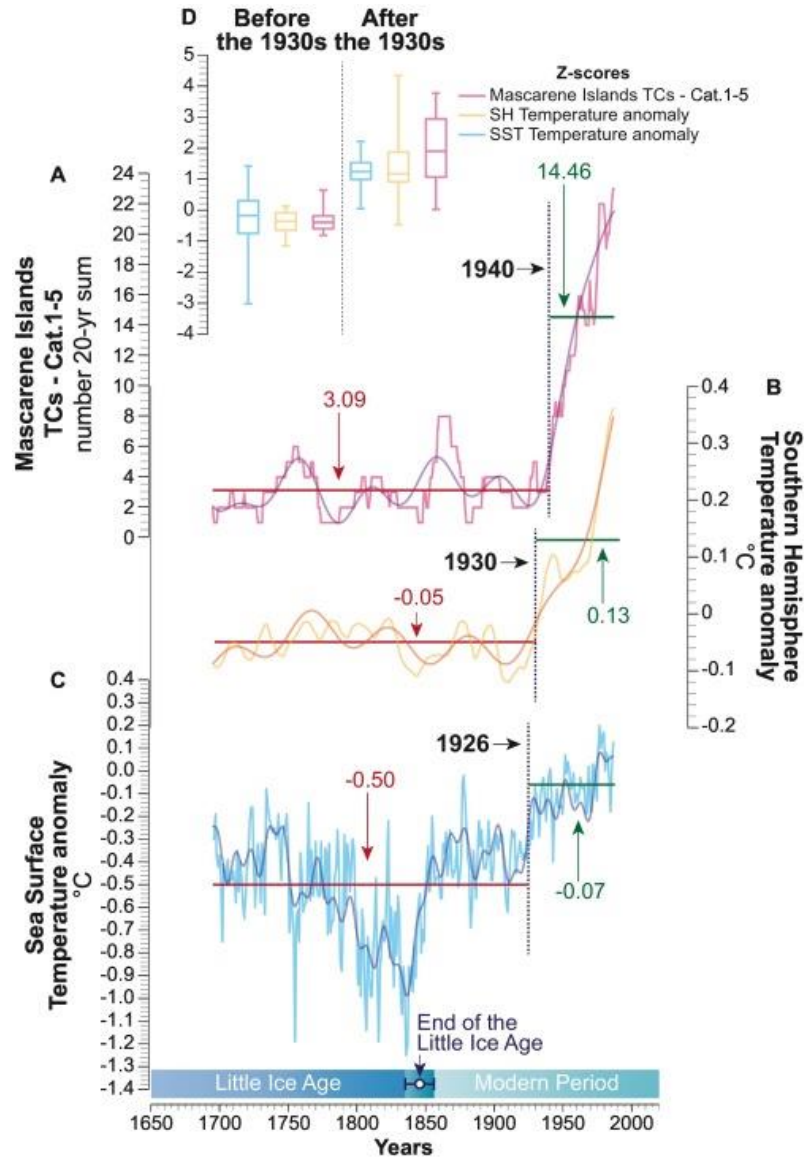 D
Before
the 1930s
After
the 1930s
5
4
3
2
1
0
-1
-2
-3
-4
Z-scores
Mascarene Islands TCs - Cat.1-5
SH Temperature anomaly
SST Temperature anomaly
A
Mascarene Islands
TCs - Cat.1-5
number 20-yr sum
24
22
20
18
16
14
12
10
8
6
4
2
0
14.46
1940
3.09
B
Southern Hemisphere
Temperature anomaly
°C
0.4
0.3
0.2
0.1
0
-0.1
-0.2
1930
-0.05
0.13
C
Sea Surface
Temperature anomaly
°C
0.4
0.3
0.2
0.1
0.0
-0.1
-0.3
-0.4
-0.5
-0.6
-0.7
-0.8
-0.9
-1.0
-1.1
-1.2
-1.3
-1.4
1926
-0.50
-0.07
End of the
Little Ice Age
Little Ice Age
Modern Period
1650
1700
1750
1800
1850
1900
1950
2000
Years